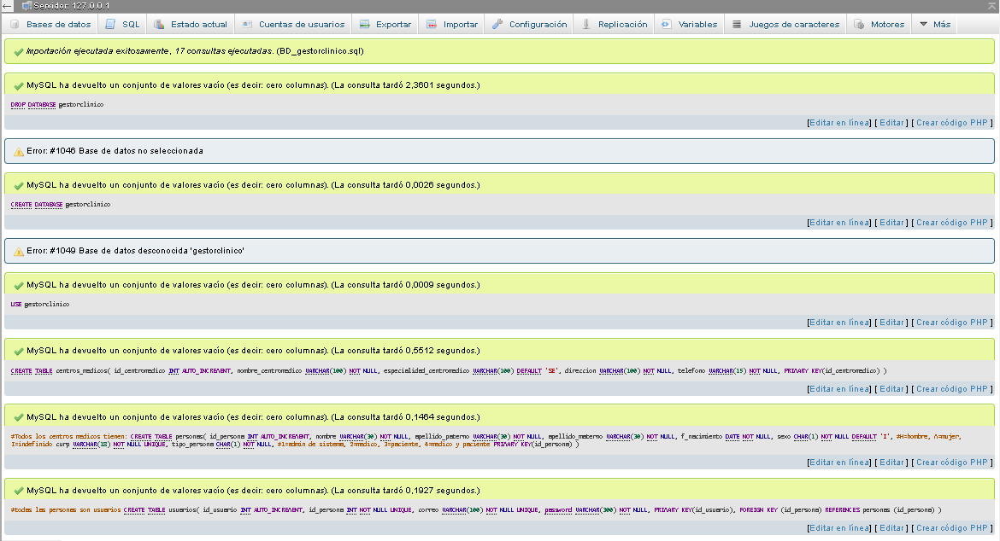 Servidor: 127.0.0.1
Bases de datos SQL Estado actual Cuentas de usuarios Exportar Importar Configuración Replicación Variables Juegos de caracteres Motores Más
Importación ejecutada exitosamente, 17 consultas ejecutadas. (BD_gestorclinico.sql)
MySQL ha devuelto un conjunto de valores vacío (es decir: cero columnas). (La consulta tardó 2,3601 segundos.)
DROP DATABASE gestorclinico
[Editar en línea] [ Editar ] [ Crear código PHP ]
Error: #1046 Base de datos no seleccionada
MySQL ha devuelto un conjunto de valores vacío (es decir: cero columnas). (La consulta tardó 0,0026 segundos.)
CREATE DATABASE gestorclinico
[Editar en línea] [ Editar ] [ Crear código PHP ]
Error: #1049 Base de datos desconocida 'gestorclinico'
MySQL ha devuelto un conjunto de valores vacío (es decir: cero columnas). (La consulta tardó 0,0009 segundos.)
USE gestorclinico
[Editar en línea] [ Editar ] [ Crear código PHP ]
MySQL ha devuelto un conjunto de valores vacío (es decir: cero columnas). (La consulta tardó 0,5512 segundos.)
CREATE TABLE centros_medicos( id_centromedico INT AUTO_INCREMENT, nombre_centromedico VARCHAR(100) NOT NULL, especialidad_centromedico VARCHAR(100) DEFAULT 'SE', direccion VARCHAR(100) NOT NULL, telefono VARCHAR(15) NOT NULL, PRIMARY KEY(id_centromedico) )
[Editar en línea] [ Editar ] [ Crear código PHP ]
MySQL ha devuelto un conjunto de valores vacío (es decir: cero columnas). (La consulta tardó 0,1464 segundos.)
#Todos los centros medicos tienen: CREATE TABLE personas( id_persona INT AUTO_INCREMENT, nombre VARCHAR(30) NOT NULL, apellido_paterno VARCHAR(30) NOT NULL, apellido_materno VARCHAR(30) NOT NULL, f_nacimiento DATE NOT NULL, sexo CHAR(1) NOT NULL DEFAULT 'I', #H=hombre, M=mujer,
I=indefinido curp VARCHAR(18) NOT NULL UNIQUE, tipo_persona CHAR(1) NOT NULL, #1=admin de sistema, 2=medico, 3=paciente, 4=medico y paciente PRIMARY KEY(id_persona) )
[Editar en línea] [ Editar ] [ Crear código PHP ]
MySQL ha devuelto un conjunto de valores vacío (es decir: cero columnas). (La consulta tardó 0,1927 segundos.)
#todas las personas son usuarios CREATE TABLE usuarios( id_usuario INT AUTO_INCREMENT, id_persona INT NOT NULL UNIQUE, correo VARCHAR(100) NOT NULL UNIQUE, password VARCHAR(300) NOT NULL, PRIMARY KEY(id_usuario), FOREIGN KEY (id_persona) REFERENCES personas (id_persona) )
[Editar en línea] [ Editar ] [ Crear código PHP ]